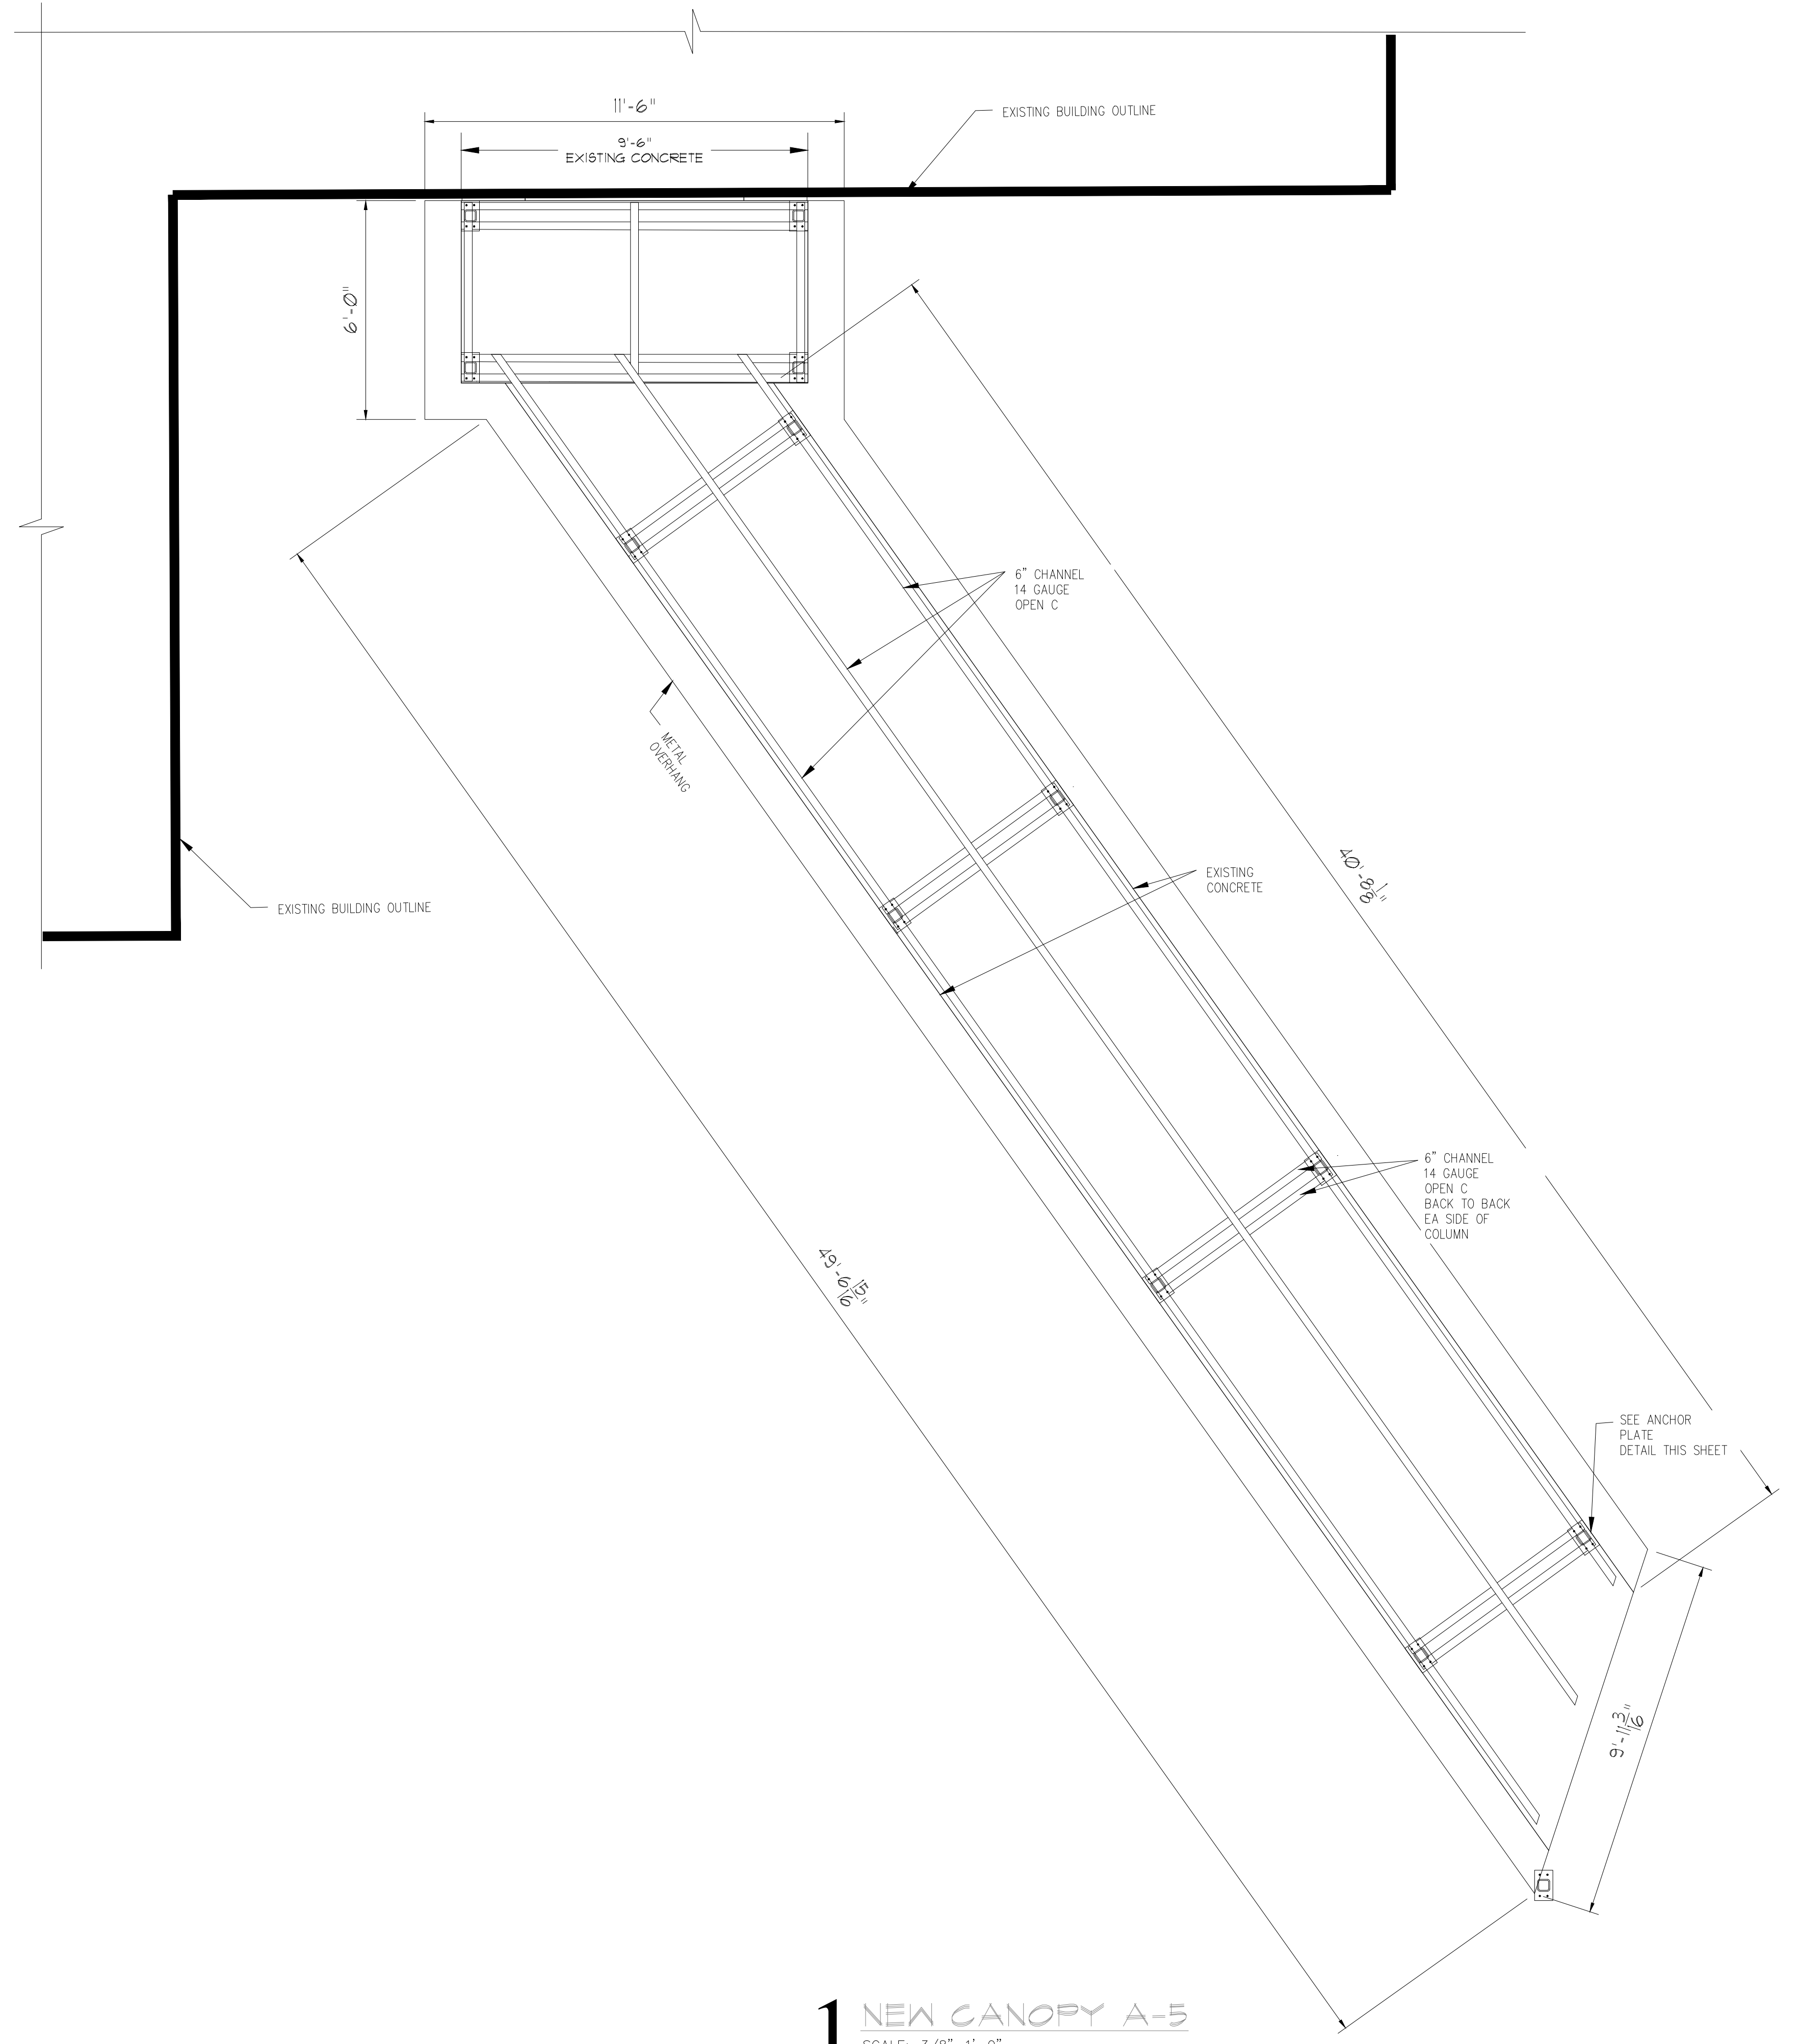 11'-6"
EXISTING BUILDING OUTLINE
9'-6"
EXISTING CONCRETE
6'-0"
6" CHANNEL
14 GAUGE
OPEN C
METAL
OVERHANG
40'-8 1/8"
EXISTING
CONCRETE
EXISTING BUILDING OUTLINE
6" CHANNEL
14 GAUGE
OPEN C
BACK TO BACK
EA SIDE OF
COLUMN
49'-6 15/16"
SEE ANCHOR
PLATE
DETAIL THIS SHEET
9'-11 3/16"
1 NEW CANOPY A-5